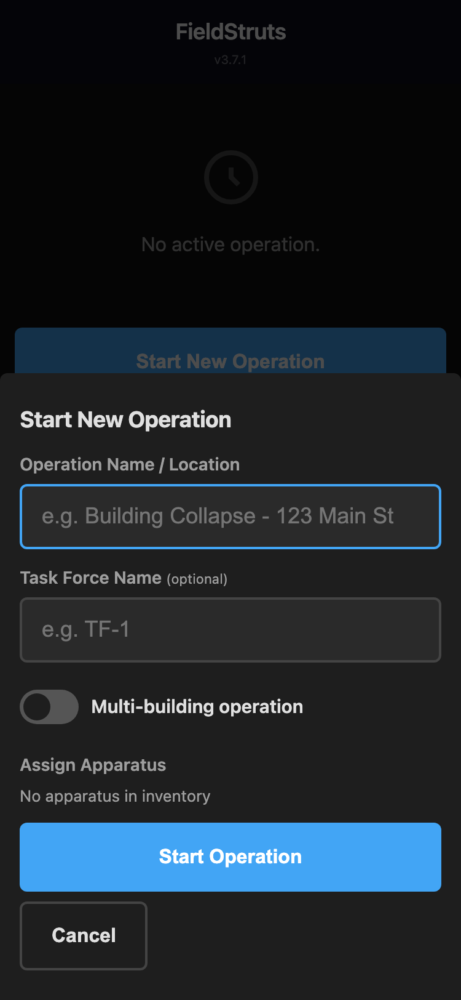 FieldStruts
v3.7.1
No active operation.
Start New Operation
Start New Operation
Operation Name / Location
e.g. Building Collapse - 123 Main St
Task Force Name (optional)
e.g. TF-1
Multi-building operation
Assign Apparatus
No apparatus in inventory
Start Operation
Cancel